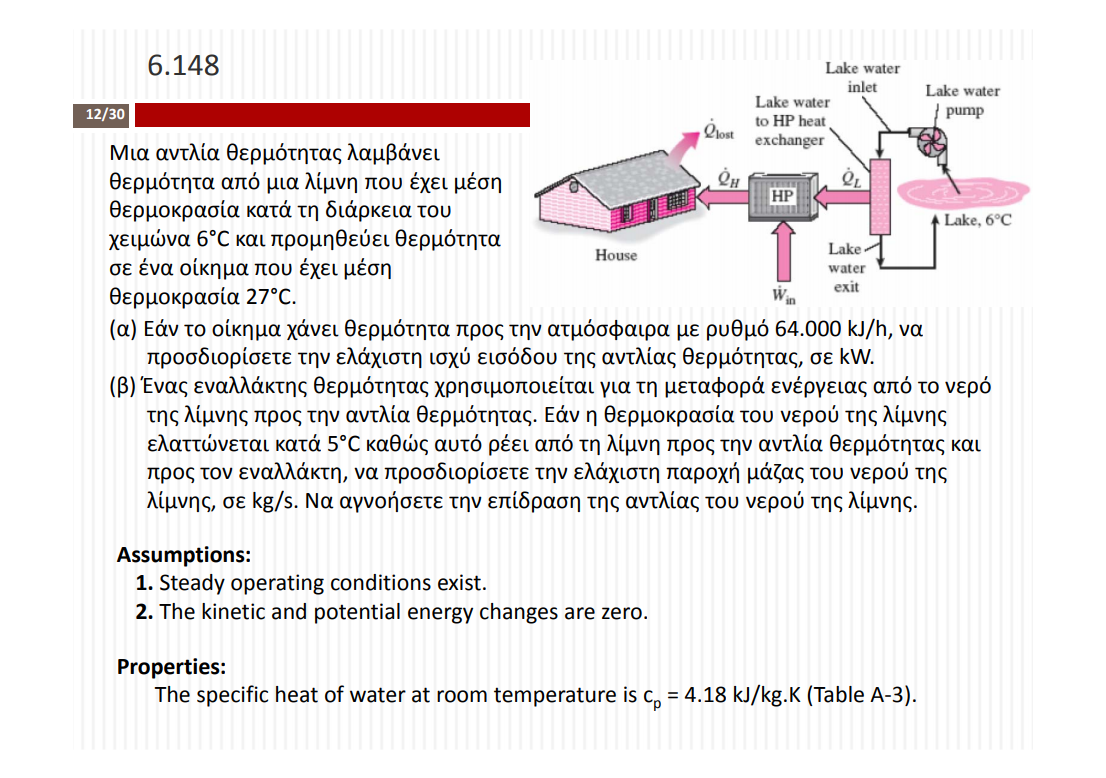 6.148
12/30
Μια αντλία θερμότητας λαμβάνει
θερμότητα από μια λίμνη που έχει μέση
θερμοκρασία κατά τη διάρκεια του
χειμώνα 6°C και προμηθεύει θερμότητα
σε ένα οίκημα που έχει μέση
θερμοκρασία 27°C.
Lake water
inlet
Lake water
pump
Lake water
to HP heat
exchanger
Q̇lost
Q̇H
HP
Q̇L
Lake, 6°C
House
Lake
water
exit
Ẇin
(α) Εάν το οίκημα χάνει θερμότητα προς την ατμόσφαιρα με ρυθμό 64.000 kJ/h, να
προσδιορίσετε την ελάχιστη ισχύ εισόδου της αντλίας θερμότητας, σε kW.
(β) Ένας εναλλάκτης θερμότητας χρησιμοποιείται για τη μεταφορά ενέργειας από το νερό
της λίμνης προς την αντλία θερμότητας. Εάν η θερμοκρασία του νερού της λίμνης
ελαττώνεται κατά 5°C καθώς αυτό ρέει από τη λίμνη προς την αντλία θερμότητας και
προς τον εναλλάκτη, να προσδιορίσετε την ελάχιστη παροχή μάζας του νερού της
λίμνης, σε kg/s. Να αγνοήσετε την επίδραση της αντλίας του νερού της λίμνης.
Assumptions:
1. Steady operating conditions exist.
2. The kinetic and potential energy changes are zero.
Properties:
The specific heat of water at room temperature is cp = 4.18 kJ/kg.K (Table A-3).